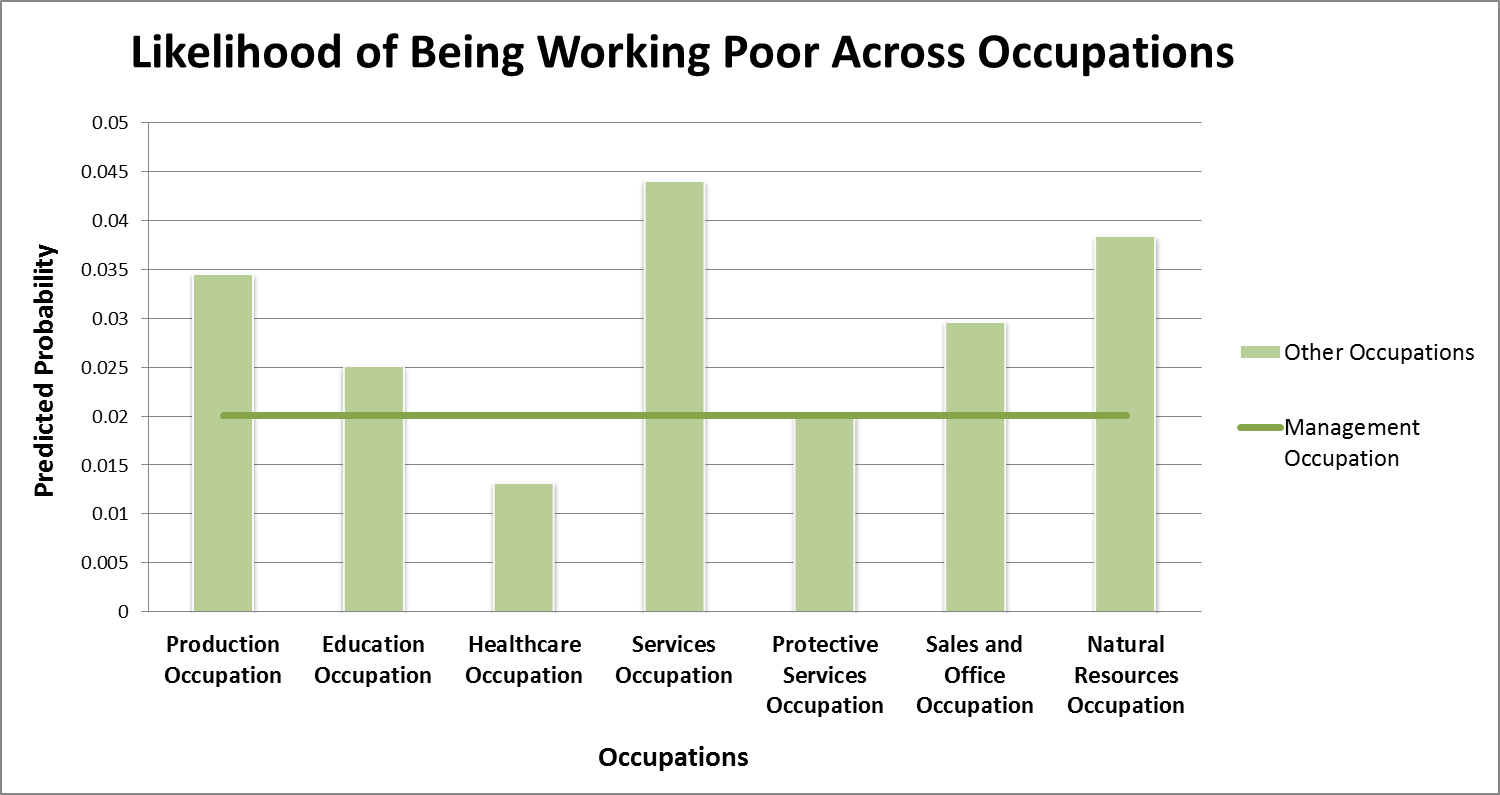 Likelihood of Being Working Poor Across Occupations
0.05
0.045
0.04
0.035
0.03
0.025
0.02
0.015
0.01
0.005
0
Predicted Probability
Production
Occupation
Education
Occupation
Healthcare
Occupation
Services
Occupation
Protective
Services
Occupation
Sales and
Office
Occupation
Natural
Resources
Occupation
Occupations
Other Occupations
Management
Occupation